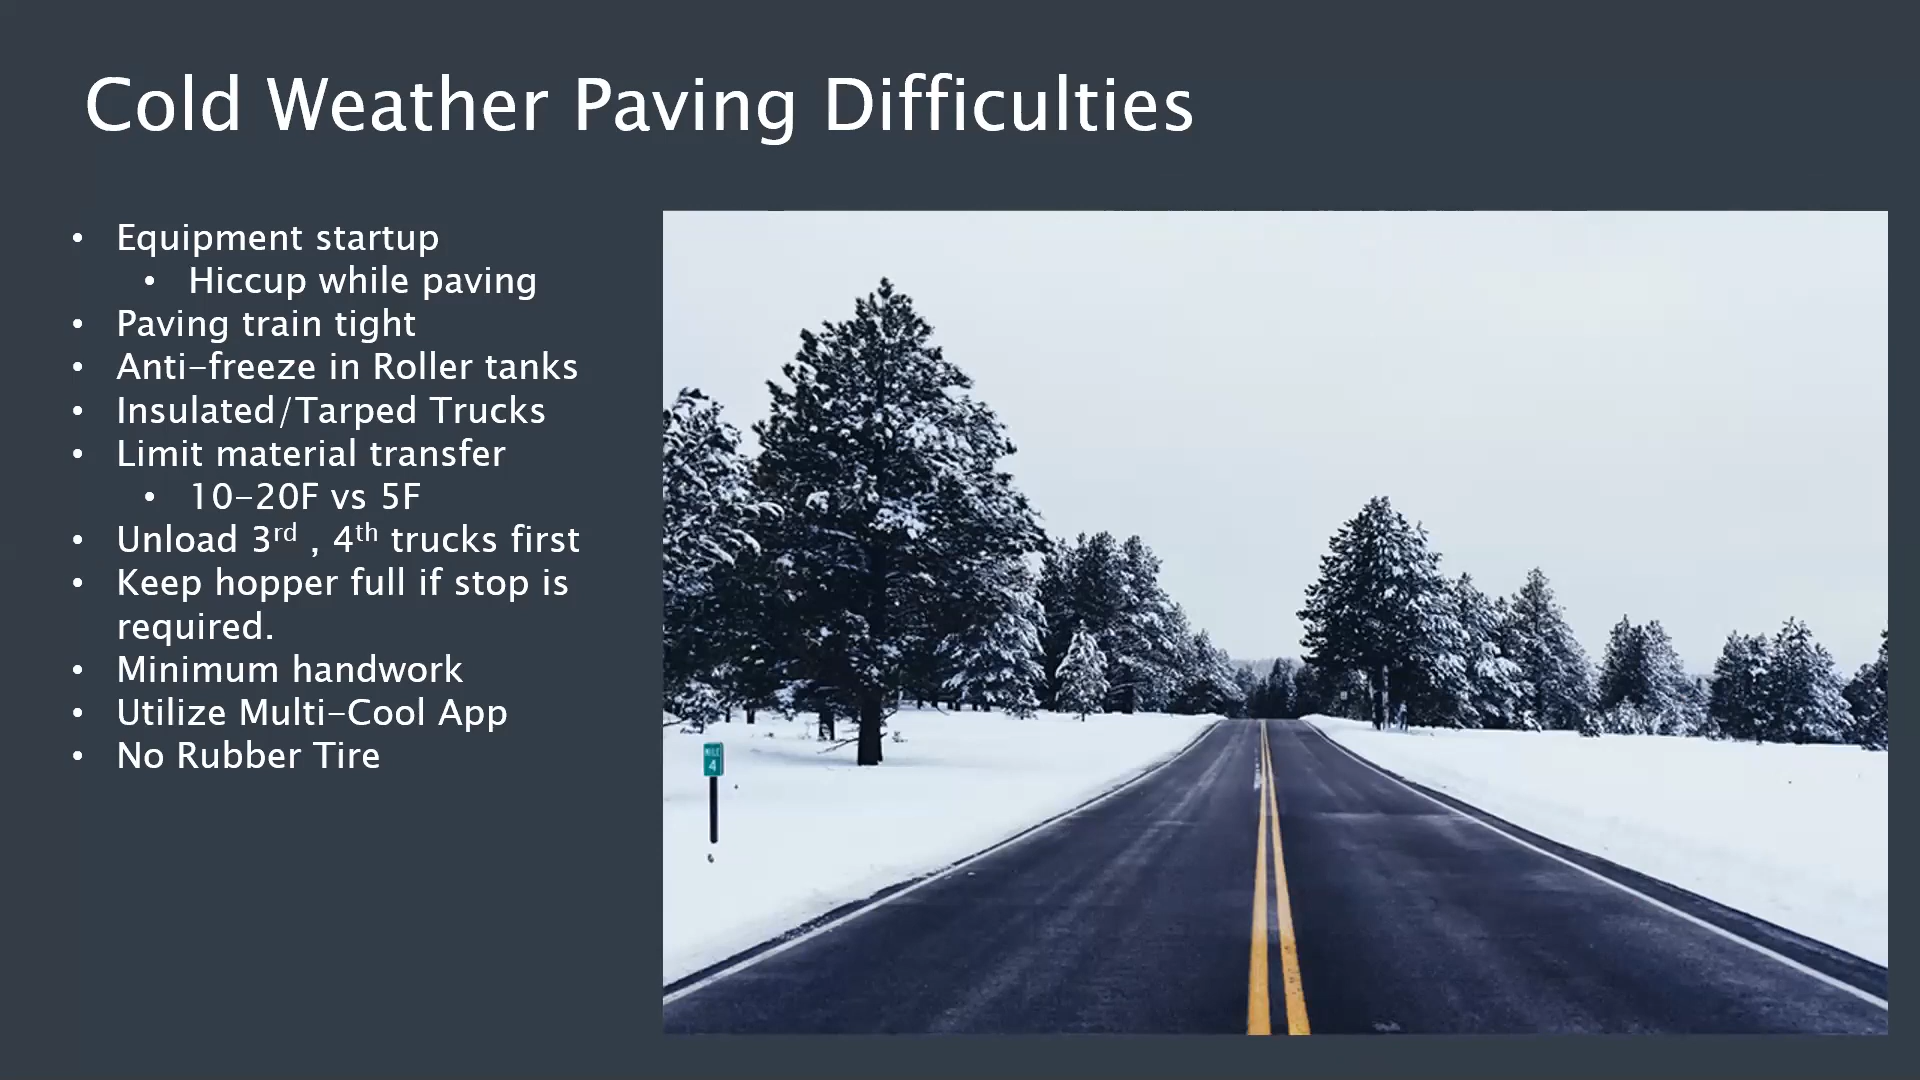 Cold Weather Paving Difficulties
• Equipment startup
• Hiccup while paving
• Paving train tight
• Anti-freeze in Roller tanks
• Insulated/Tarped Trucks
• Limit material transfer
• 10-20F vs 5F
• Unload 3rd , 4th trucks first
• Keep hopper full if stop is
required.
• Minimum handwork
• Utilize Multi-Cool App
• No Rubber Tire
MILE
4